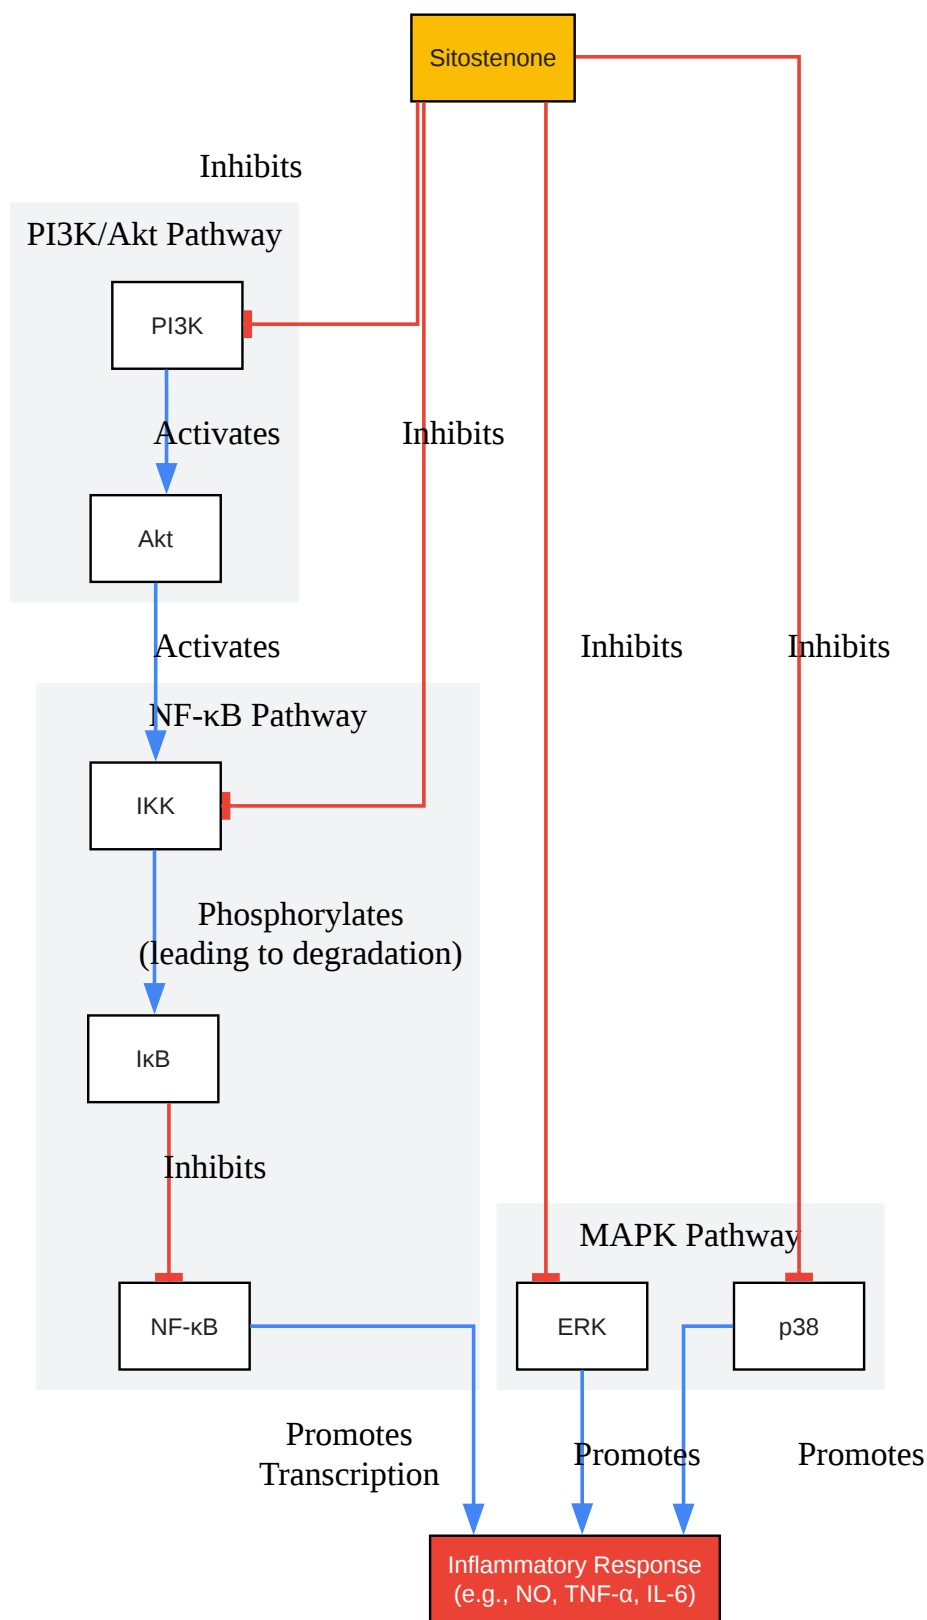 Sitostenone
Inhibits
PI3K/Akt Pathway
PI3K
Activates
Inhibits
Akt
Activates
Inhibits
Inhibits
NF-κB Pathway
IKK
Phosphorylates
(leading to degradation)
IκB
Inhibits
MAPK Pathway
NF-κB
ERK
p38
Promotes
Transcription
Promotes
Promotes
Inflammatory Response
(e.g., NO, TNF-α, IL-6)